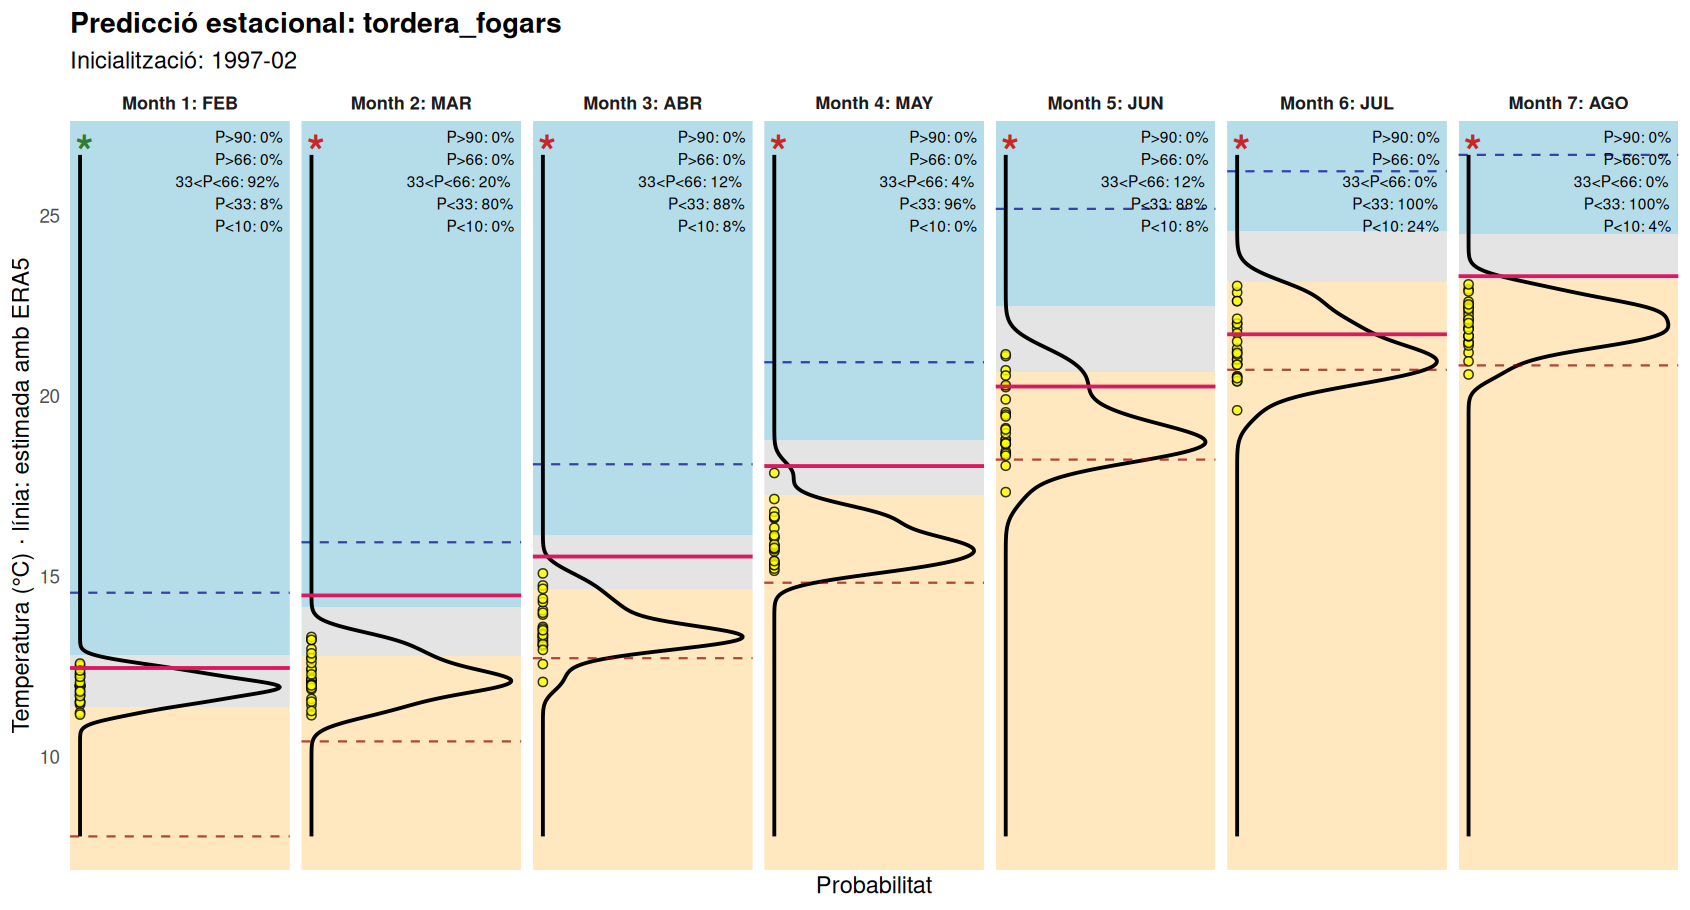 Predicció estacional: tordera_fogars
Inicialització: 1997-02
Month 1: FEB
Month 2: MAR
Month 3: ABR
Month 4: MAY
Month 5: JUN
Month 6: JUL
Month 7: AGO
*
P>90: 0%
P>66: 0%
33<P<66: 92%
P<33: 8%
P<10: 0%
*
P>90: 0%
P>66: 0%
33<P<66: 20%
P<33: 80%
P<10: 0%
*
P>90: 0%
P>66: 0%
33<P<66: 12%
P<33: 88%
P<10: 8%
*
P>90: 0%
P>66: 0%
33<P<66: 4%
P<33: 96%
P<10: 0%
*
P>90: 0%
P>66: 0%
33<P<66: 12%
P<33: 88%
P<10: 8%
*
P>90: 0%
P>66: 0%
33<P<66: 0%
P<33: 100%
P<10: 24%
*
P>90: 0%
P>66: 0%
33<P<66: 0%
P<33: 100%
P<10: 4%
Temperatura (°C) · línia: estimada amb ERA5
25
20
15
10
Probabilitat